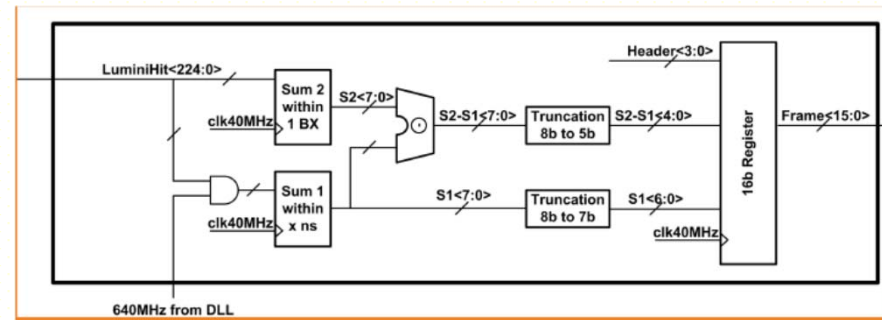 LuminiHit<224:0>
clk40MHz
Sum 2
within
1 BX
S2<7:0>
S2-S1<7:0>
Truncation
8b to 5b
S2-S1<4:0>
Header<3:0>
16b Register
Frame<15:0>
clk40MHz
Sum 1
within
x ns
S1<7:0>
Truncation
8b to 7b
S1<6:0>
clk40MHz
640MHz from DLL